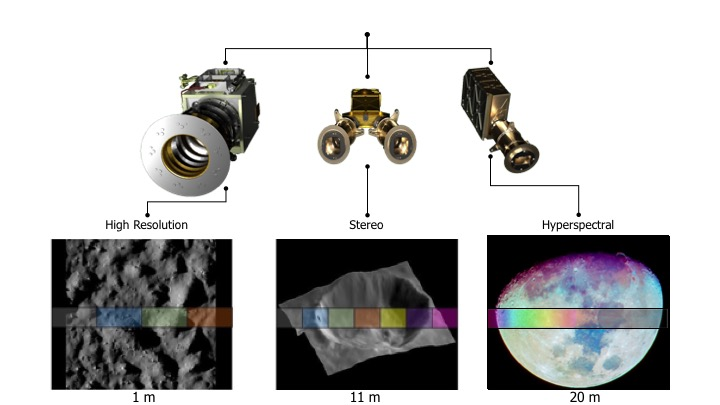 High Resolution
Stereo
Hyperspectral
1 m
11 m
20 m